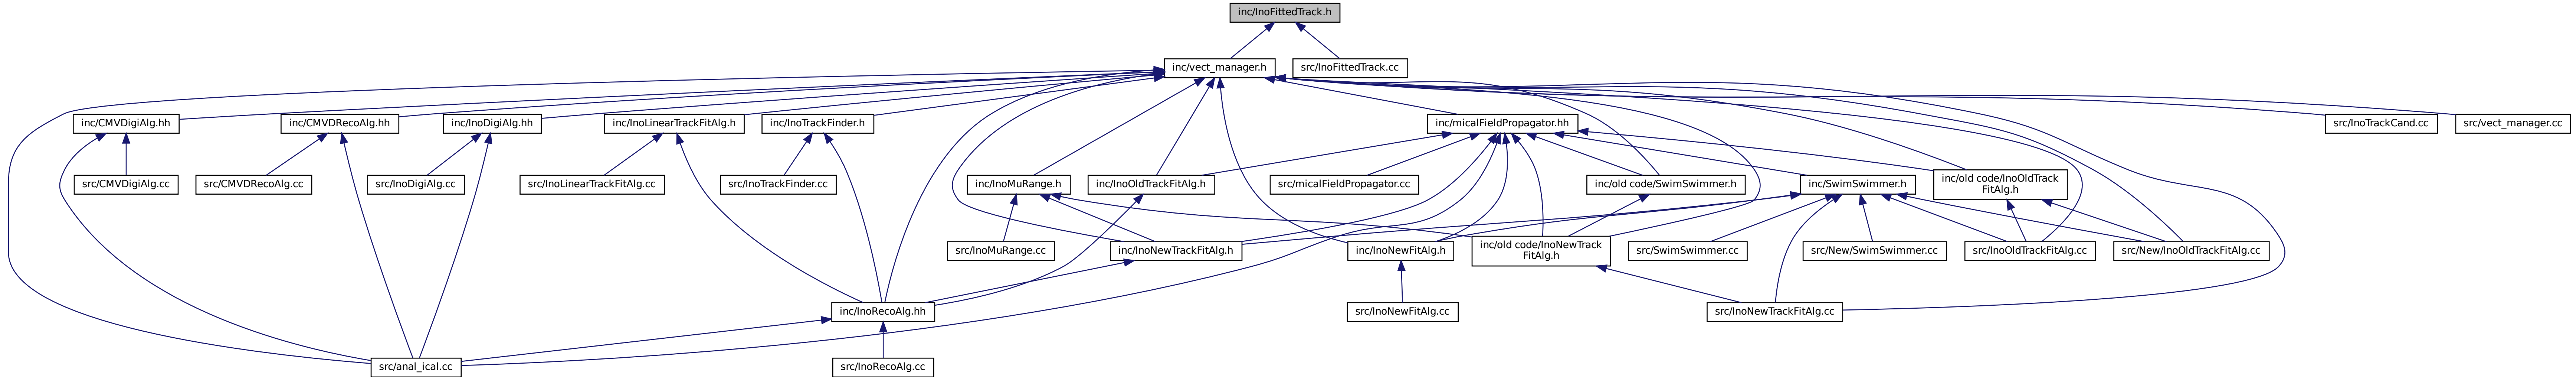 inc/InoFittedTrack.h
inc/vect_manager.h
src/InoFittedTrack.cc
inc/CMVDigiAlg.hh
inc/CMVDRecoAlg.hh
inc/InoDigiAlg.hh
inc/InoLinearTrackFitAlg.h
inc/InoTrackFinder.h
inc/micalFieldPropagator.hh
src/InoTrackCand.cc
src/vect_manager.cc
src/CMVDigiAlg.cc
src/CMVDRecoAlg.cc
src/InoDigiAlg.cc
src/InoLinearTrackFitAlg.cc
src/InoTrackFinder.cc
inc/InoMuRange.h
inc/InoOldTrackFitAlg.h
src/micalFieldPropagator.cc
inc/old code/SwimSwimmer.h
inc/SwimSwimmer.h
inc/old code/InoOldTrack
FitAlg.h
src/InoMuRange.cc
inc/InoNewTrackFitAlg.h
inc/InoNewFitAlg.h
inc/old code/InoNewTrack
FitAlg.h
src/SwimSwimmer.cc
src/New/SwimSwimmer.cc
src/InoOldTrackFitAlg.cc
src/New/InoOldTrackFitAlg.cc
inc/InoRecoAlg.hh
src/InoNewFitAlg.cc
src/InoNewTrackFitAlg.cc
src/anal_ical.cc
src/InoRecoAlg.cc